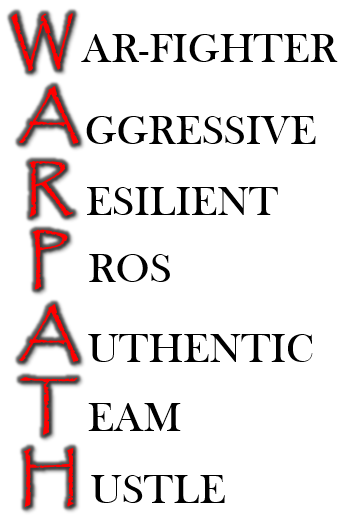 WAR-FIGHTER
AGGRESSIVE
RESILIENT
PROS
AUTHENTIC
TEAM
HUSTLE